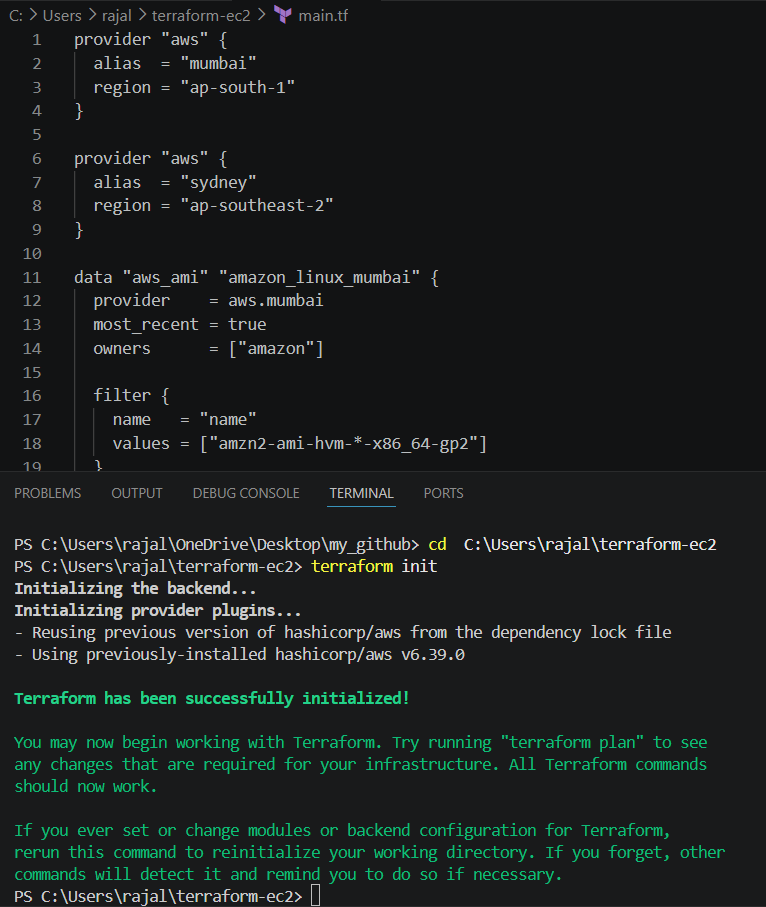 C: > Users > rajal > terraform-ec2 > main.tf
1 provider "aws" {
2   alias  = "mumbai"
3   region = "ap-south-1"
4 }
5
6 provider "aws" {
7   alias  = "sydney"
8   region = "ap-southeast-2"
9 }
10
11 data "aws_ami" "amazon_linux_mumbai" {
12   provider    = aws.mumbai
13   most_recent = true
14   owners      = ["amazon"]
15
16   filter {
17     name   = "name"
18     values = ["amzn2-ami-hvm-*-x86_64-gp2"]
19   }
PROBLEMS OUTPUT DEBUG CONSOLE TERMINAL PORTS
PS C:\Users\rajal\OneDrive\Desktop\my_github> cd  C:\Users\rajal\terraform-ec2
PS C:\Users\rajal\terraform-ec2> terraform init
Initializing the backend...
Initializing provider plugins...
- Reusing previous version of hashicorp/aws from the dependency lock file
- Using previously-installed hashicorp/aws v6.39.0
Terraform has been successfully initialized!
You may now begin working with Terraform. Try running "terraform plan" to see
any changes that are required for your infrastructure. All Terraform commands
should now work.
If you ever set or change modules or backend configuration for Terraform,
rerun this command to reinitialize your working directory. If you forget, other
commands will detect it and remind you to do so if necessary.
PS C:\Users\rajal\terraform-ec2>